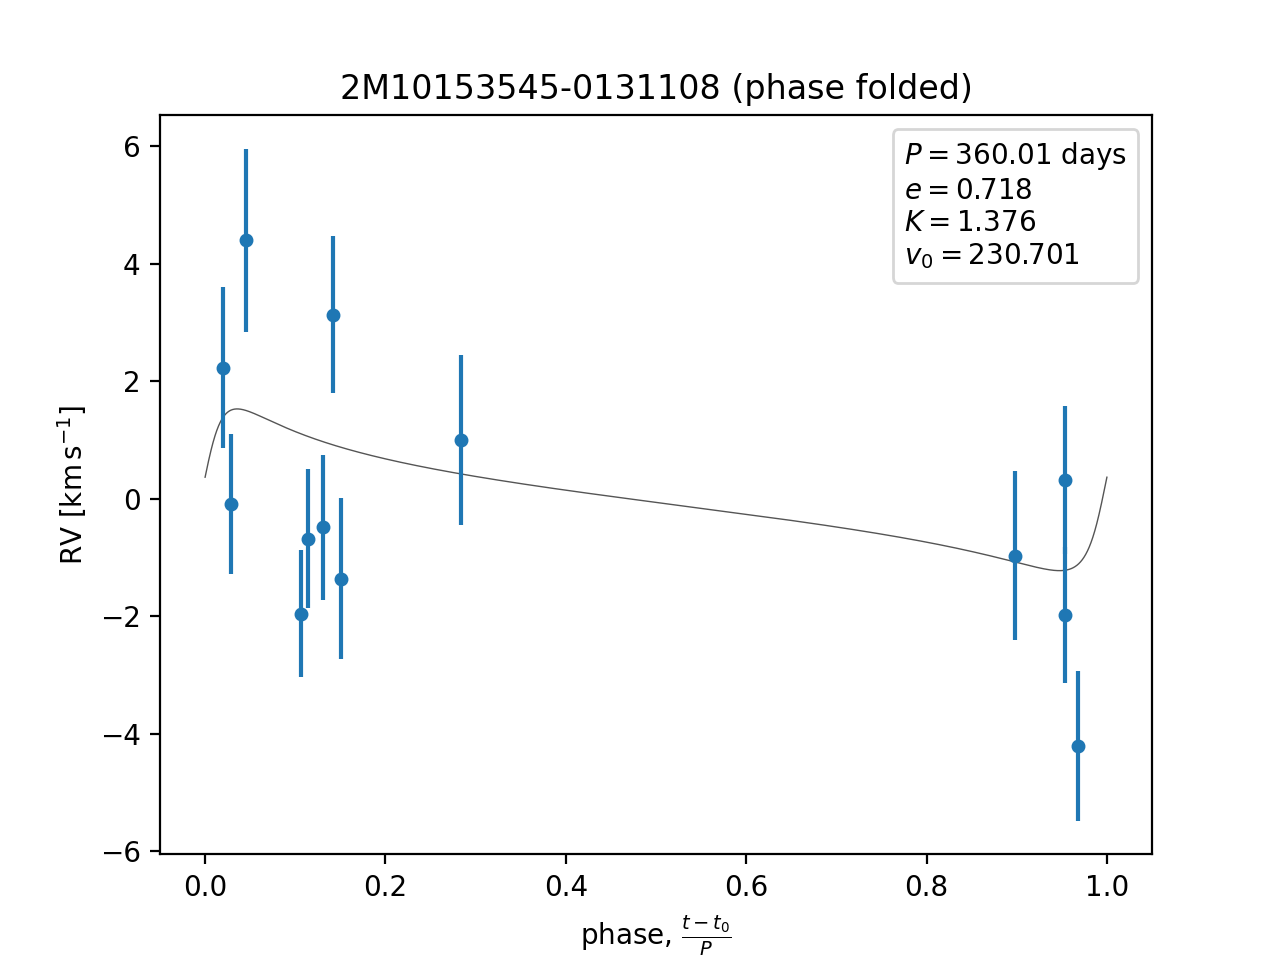 2M10153545-0131108 (phase folded)
P = 360.01 days
e = 0.718
K = 1.376
v₀ = 230.701
RV [km s⁻¹]
6
4
2
0
−2
−4
−6
0.0 0.2 0.4 0.6 0.8 1.0
phase, (t − t₀)/P